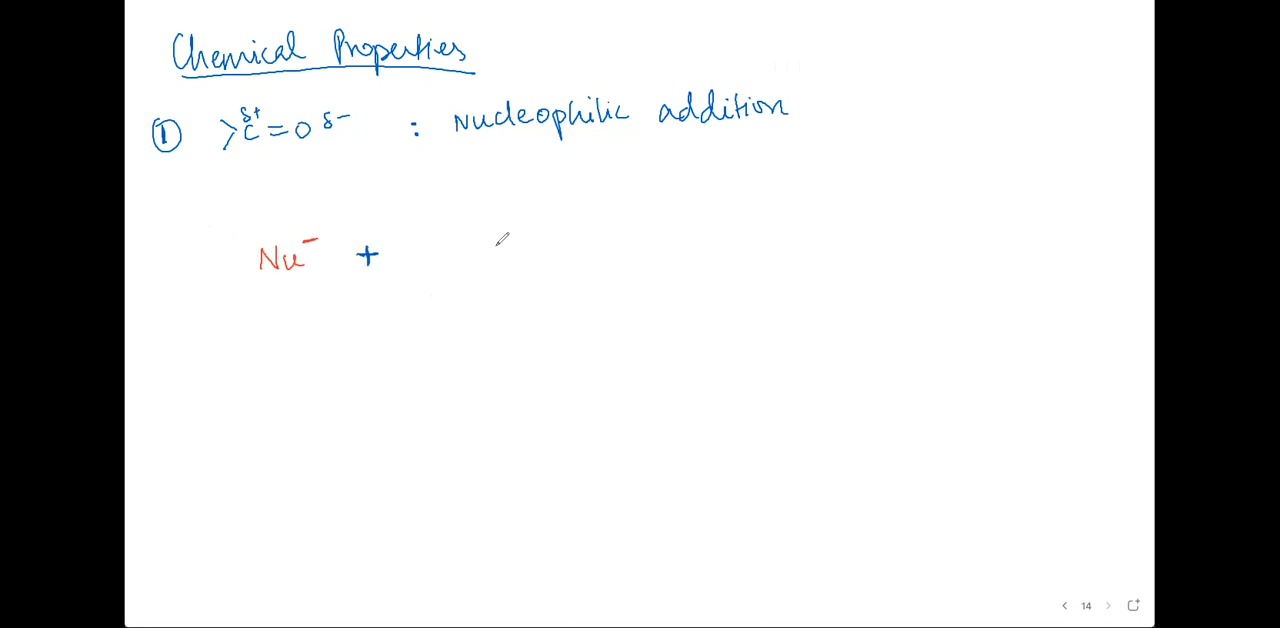 Chemical Properties
① >C^δ+ = O^δ- : Nucleophilic addition
Nu^- +
< 14 >